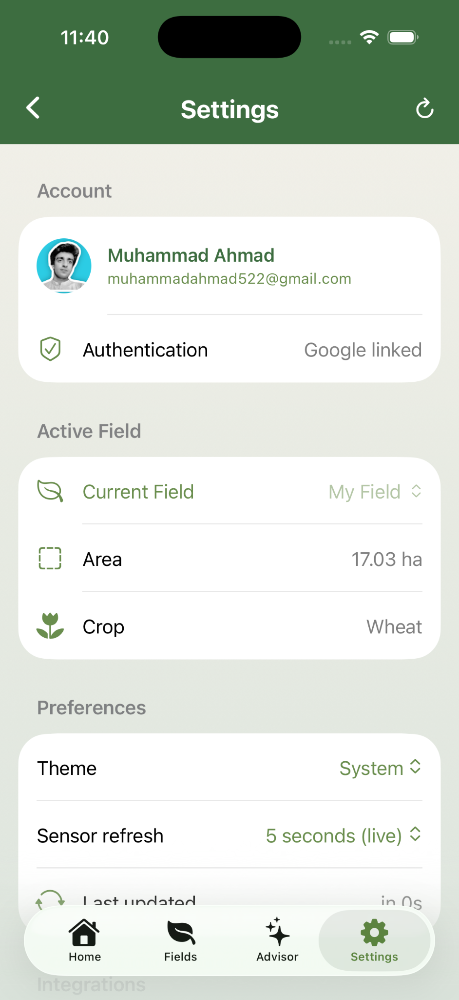 11:40
Settings
Account
Muhammad Ahmad
muhammadahmad522@gmail.com
Authentication Google linked
Active Field
Current Field My Field
Area 17.03 ha
Crop Wheat
Preferences
Theme System
Sensor refresh 5 seconds (live)
Last updated in 0s
Home Fields Advisor Settings
Integrations